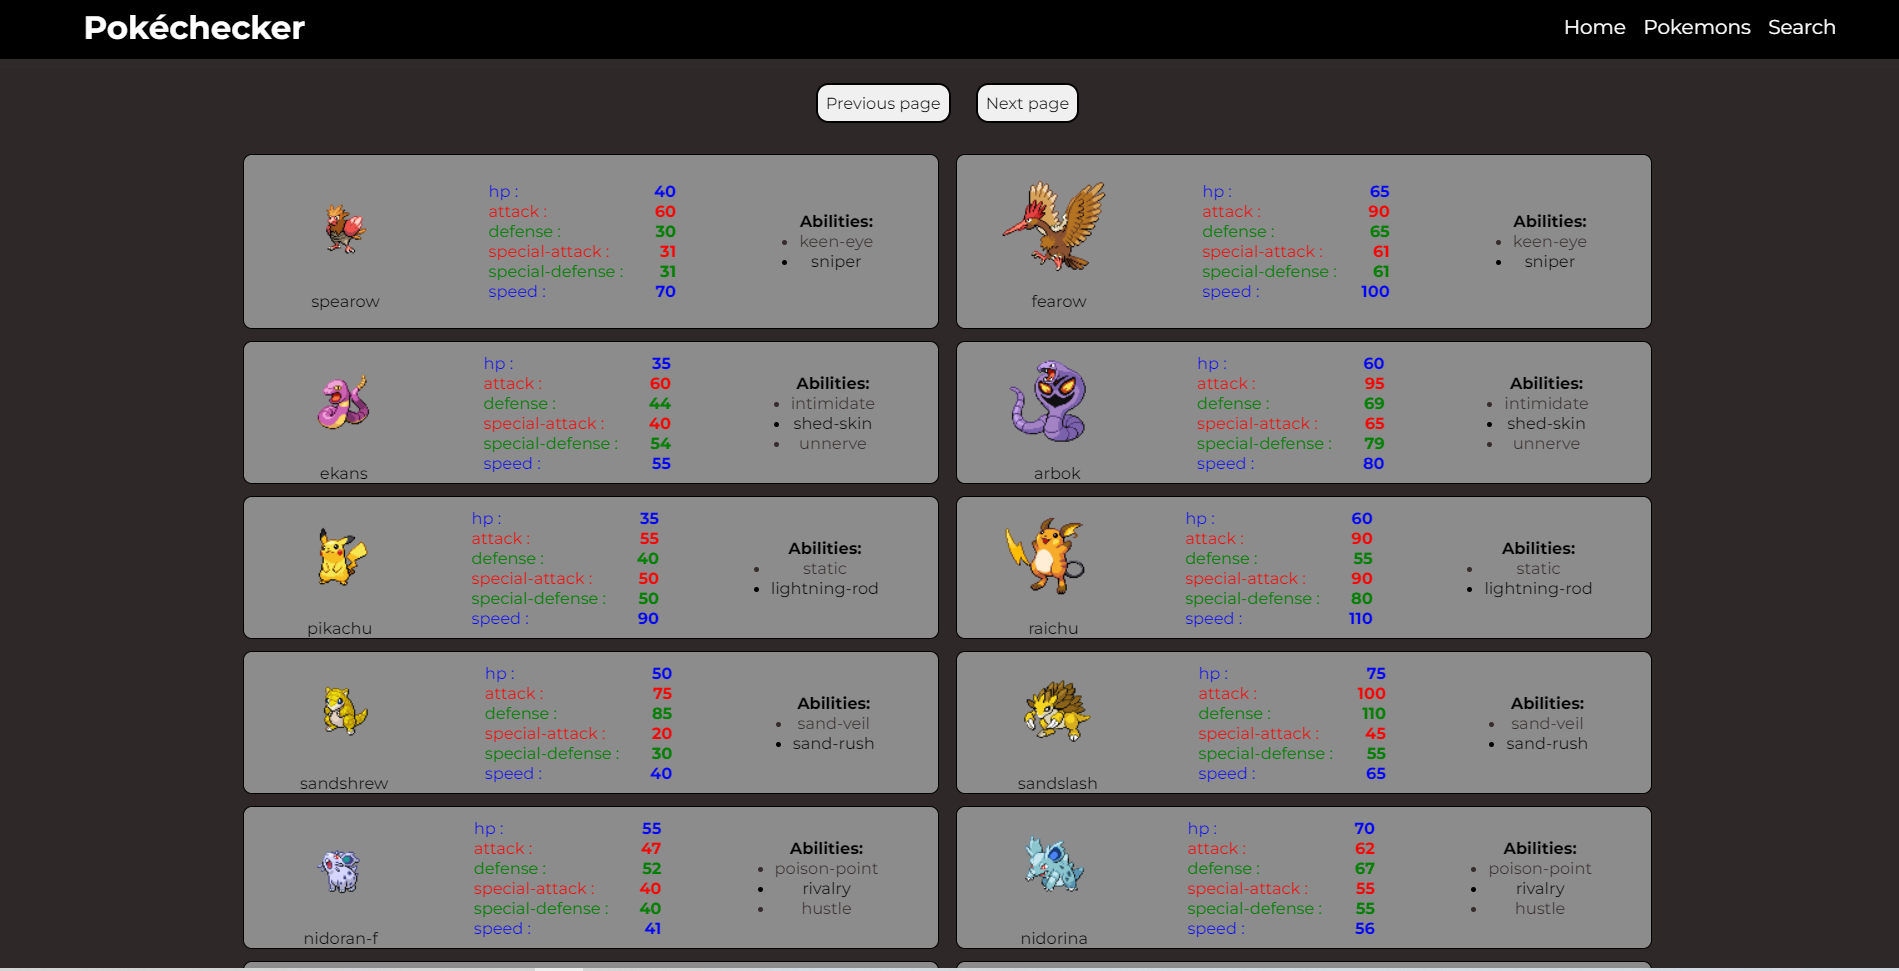 Pokéchecker
Home Pokemons Search
Previous page Next page
hp : 40
attack : 60
defense : 30
special-attack : 31
special-defense : 31
speed : 70
spearow
Abilities:
keen-eye
sniper
hp : 65
attack : 90
defense : 65
special-attack : 61
special-defense : 61
speed : 100
fearow
Abilities:
keen-eye
sniper
hp : 35
attack : 60
defense : 44
special-attack : 40
special-defense : 54
speed : 55
ekans
Abilities:
intimidate
shed-skin
unnerve
hp : 60
attack : 95
defense : 69
special-attack : 65
special-defense : 79
speed : 80
arbok
Abilities:
intimidate
shed-skin
unnerve
hp : 35
attack : 55
defense : 40
special-attack : 50
special-defense : 50
speed : 90
pikachu
Abilities:
static
lightning-rod
hp : 60
attack : 90
defense : 55
special-attack : 90
special-defense : 80
speed : 110
raichu
Abilities:
static
lightning-rod
hp : 50
attack : 75
defense : 85
special-attack : 20
special-defense : 30
speed : 40
sandshrew
Abilities:
sand-veil
sand-rush
hp : 75
attack : 100
defense : 110
special-attack : 45
special-defense : 55
speed : 65
sandslash
Abilities:
sand-veil
sand-rush
hp : 55
attack : 47
defense : 52
special-attack : 40
special-defense : 40
speed : 41
nidoran-f
Abilities:
poison-point
rivalry
hustle
hp : 70
attack : 62
defense : 67
special-attack : 55
special-defense : 55
speed : 56
nidorina
Abilities:
poison-point
rivalry
hustle